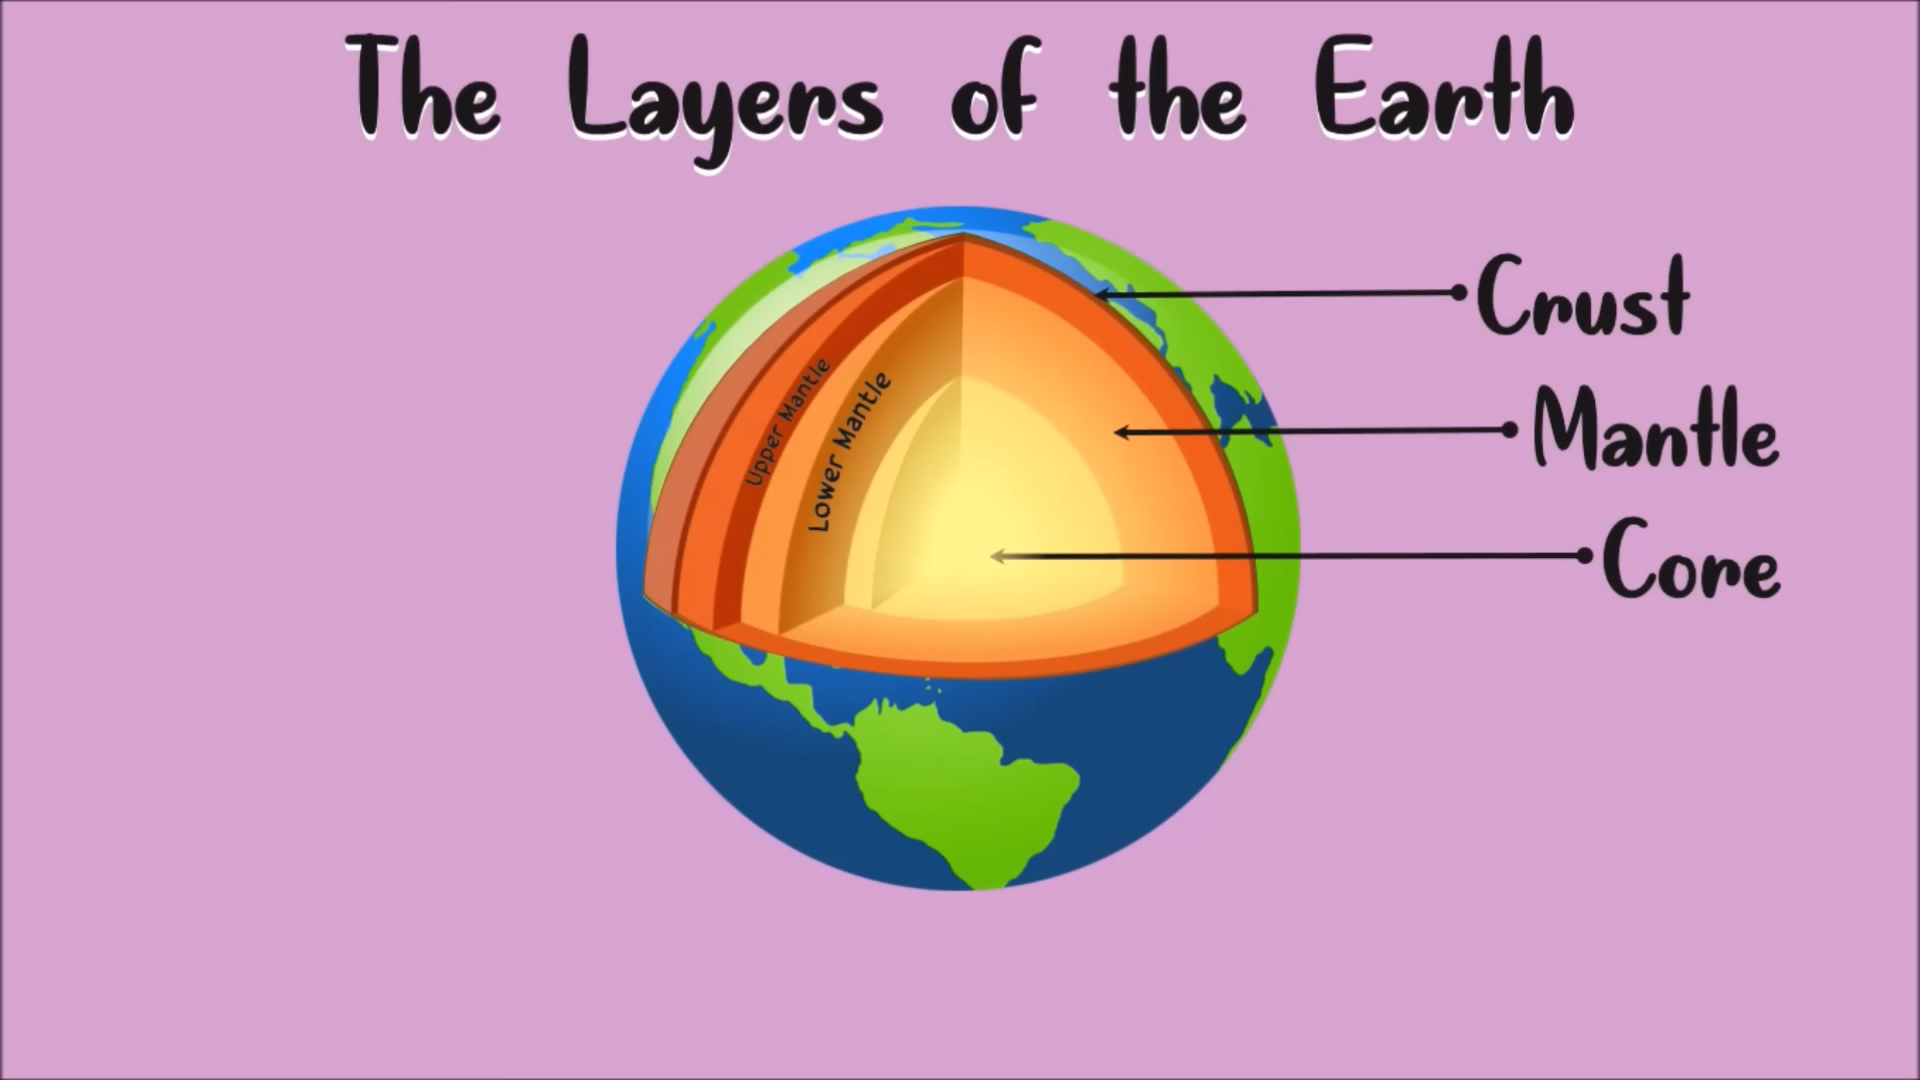 The Layers of the Earth
Crust
Mantle
Core
Upper Mantle
Lower Mantle